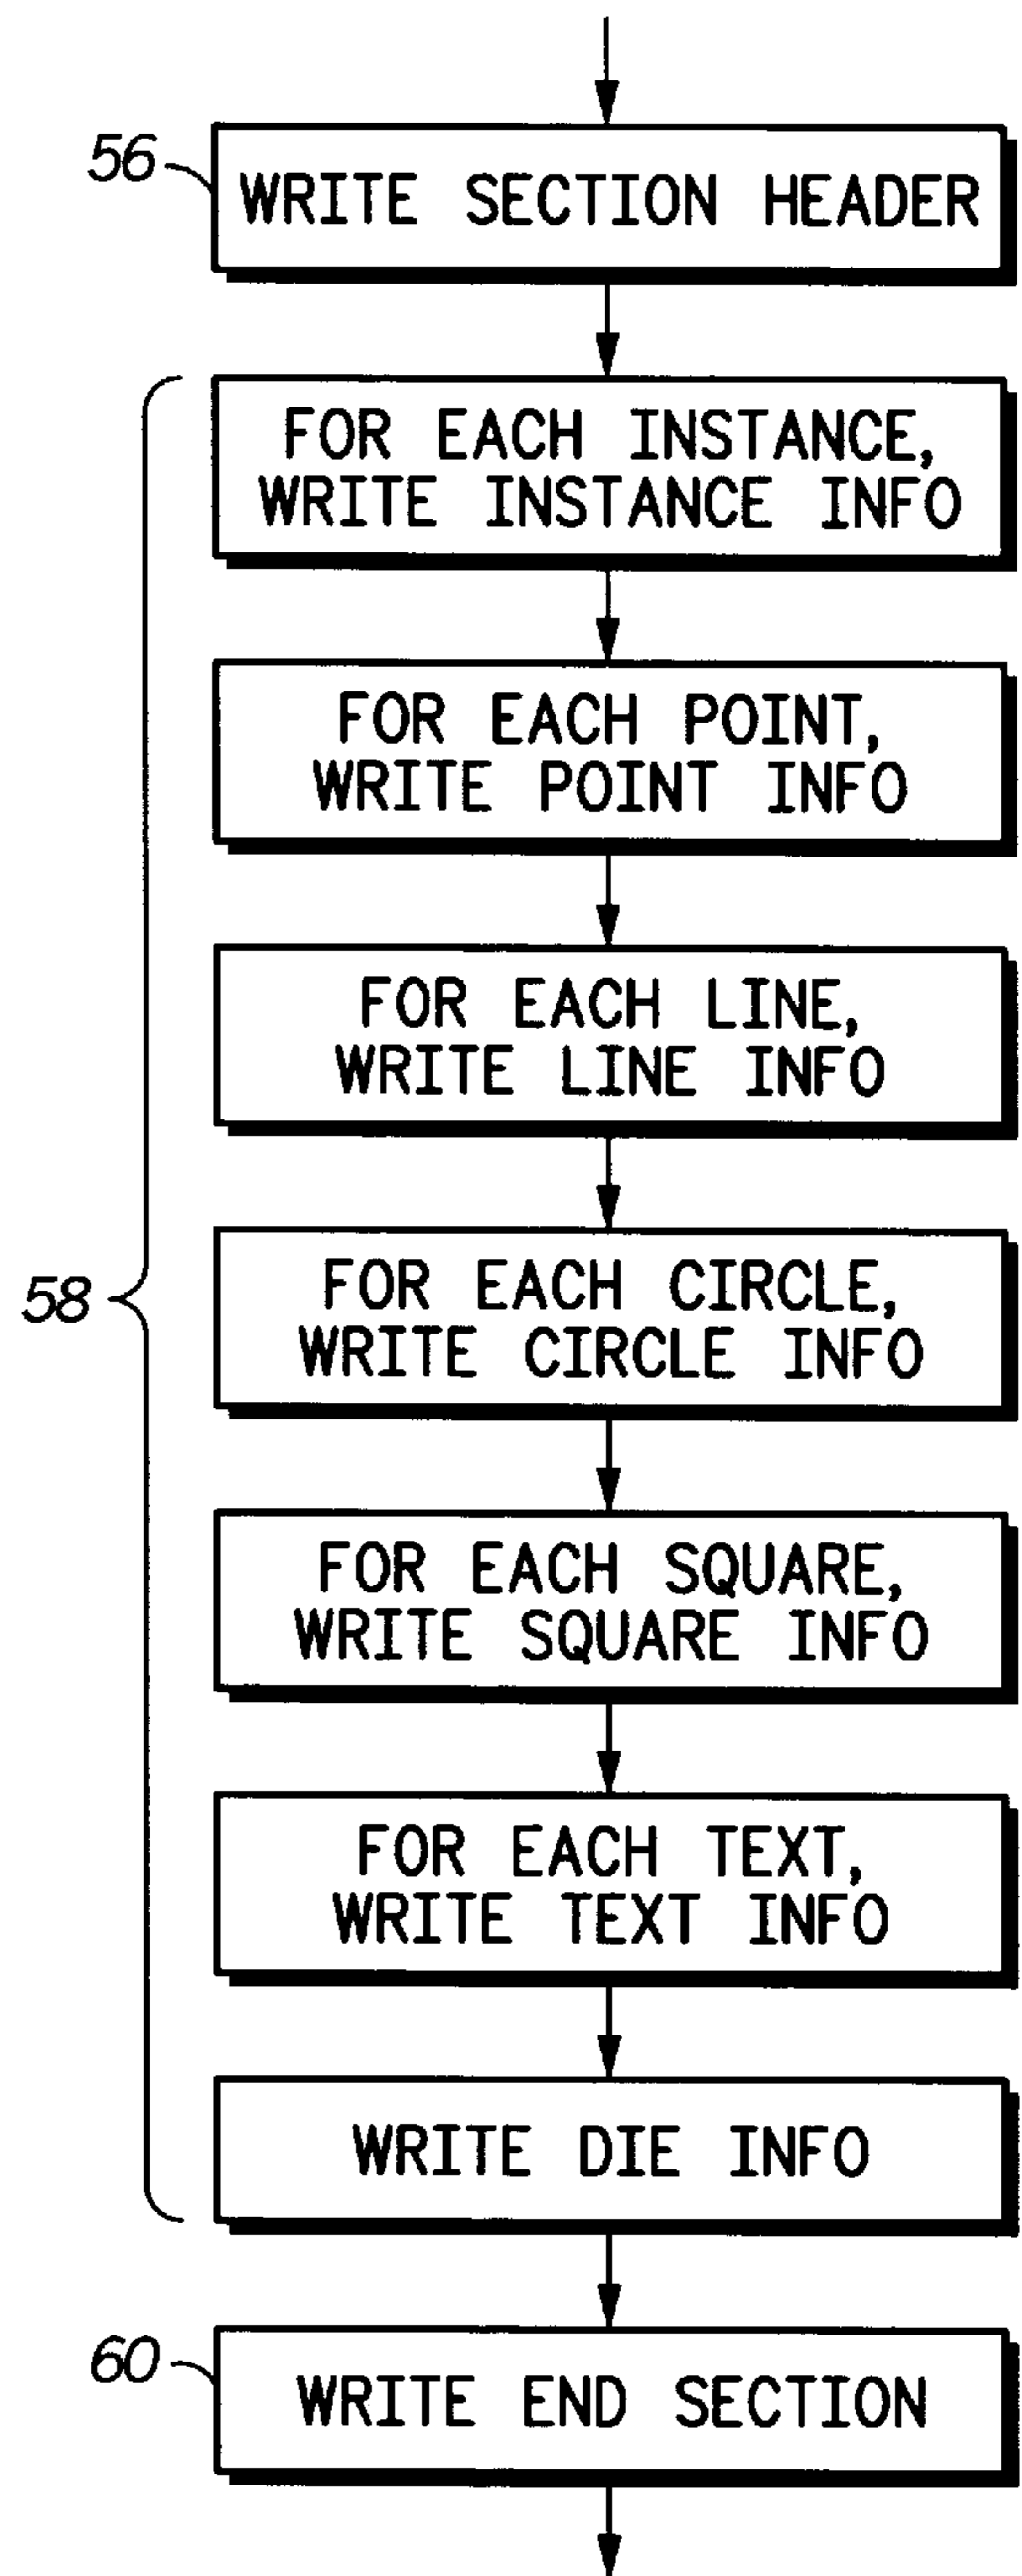 56
WRITE SECTION HEADER
FOR EACH INSTANCE,
WRITE INSTANCE INFO
FOR EACH POINT,
WRITE POINT INFO
FOR EACH LINE,
WRITE LINE INFO
58
FOR EACH CIRCLE,
WRITE CIRCLE INFO
FOR EACH SQUARE,
WRITE SQUARE INFO
FOR EACH TEXT,
WRITE TEXT INFO
WRITE DIE INFO
60
WRITE END SECTION